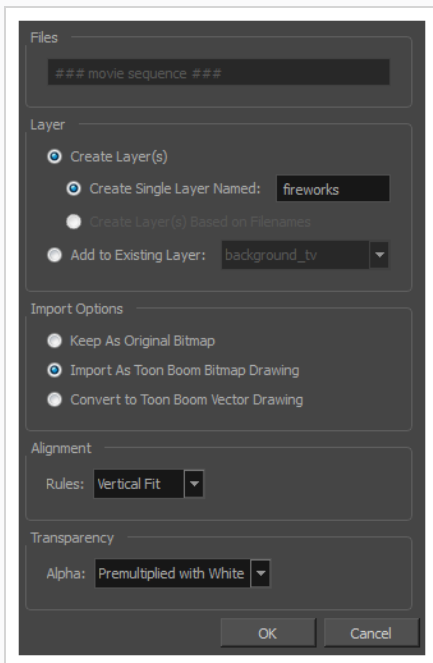 Files
### movie sequence ###
Layer
Create Layer(s)
Create Single Layer Named: fireworks
Create Layer(s) Based on Filenames
Add to Existing Layer: background_tv
Import Options
Keep As Original Bitmap
Import As Toon Boom Bitmap Drawing
Convert to Toon Boom Vector Drawing
Alignment
Rules: Vertical Fit
Transparency
Alpha: Premultiplied with White
OK Cancel